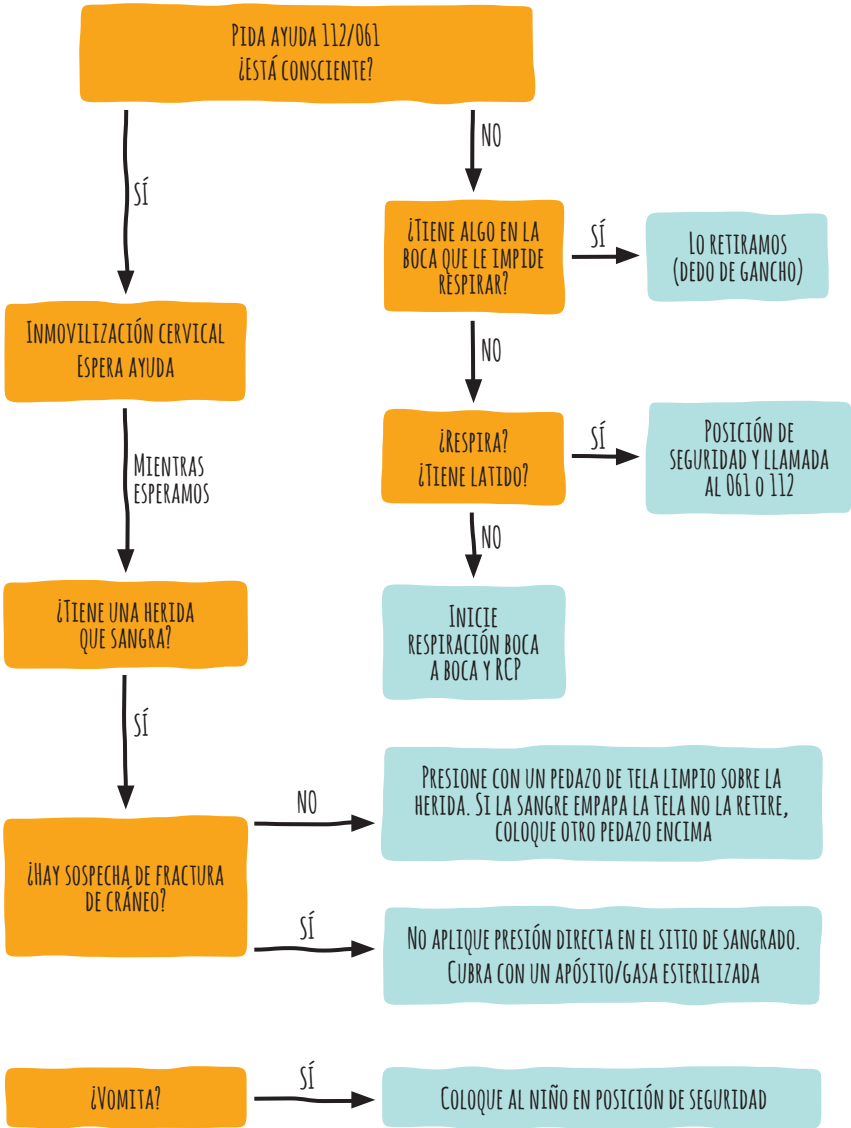 Pida ayuda 112/061
¿Está consciente?
NO
SÍ
¿Tiene algo en la
boca que le impide
respirar?
SÍ
Lo retiramos
(dedo de gancho)
Inmovilización cervical
Espera ayuda
NO
¿Respira?
¿Tiene latido?
SÍ
Posición de
seguridad y llamada
al 061 o 112
Mientras
esperamos
NO
¿Tiene una herida
que sangra?
Inicie
respiración boca
a boca y RCP
SÍ
¿Hay sospecha de fractura
de cráneo?
NO
Presione con un pedazo de tela limpio sobre la
herida. Si la sangre empapa la tela no la retire,
coloque otro pedazo encima
SÍ
No aplique presión directa en el sitio de sangrado.
Cubra con un apósito/gasa esterilizada
¿Vomita?
SÍ
Coloque al niño en posición de seguridad